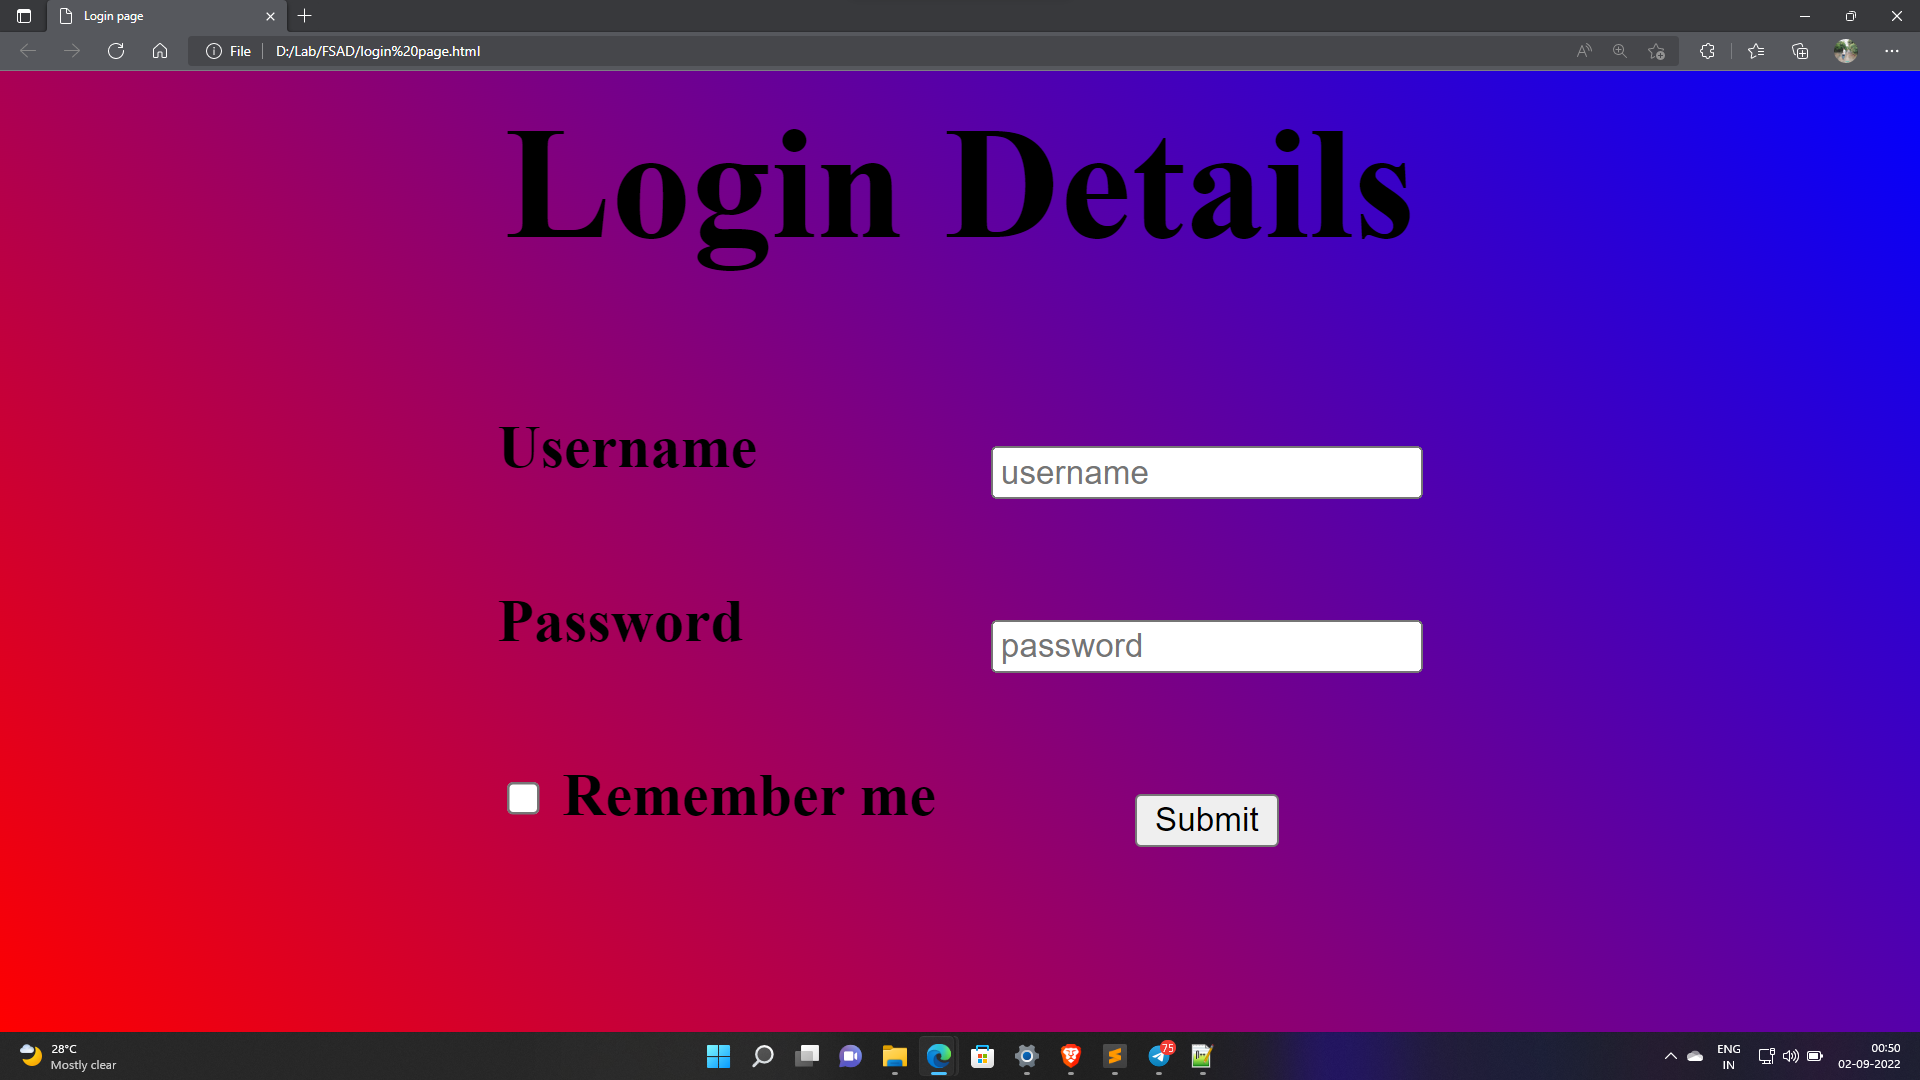 Login page
File
D:/Lab/FSAD/login%20page.html
Login Details
Username
username
Password
password
Remember me
Submit
28°C
Mostly clear
75
ENG
IN
00:50
02-09-2022